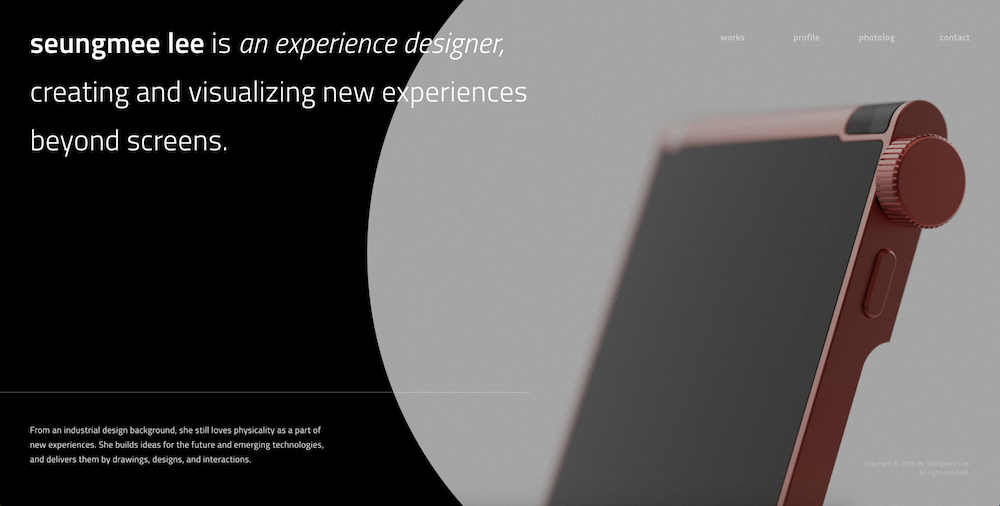 seungmee lee is an experience designer,
creating and visualizing new experiences
beyond screens.
works profile photolog contact
From an industrial design background, she still loves physicality as a part of
new experiences. She builds ideas for the future and emerging technologies,
and delivers them by drawings, designs, and interactions.
Copyright © 2020 By Seungmee Lee.
All right reserved.